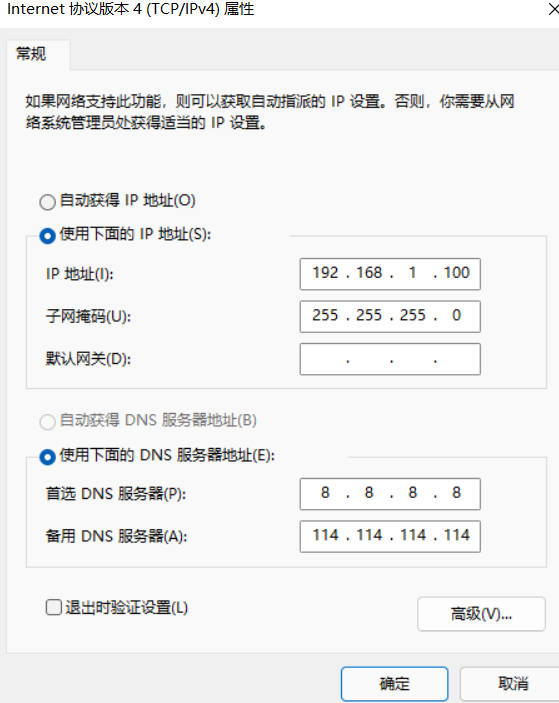 Internet 协议版本 4 (TCP/IPv4) 属性
常规
如果网络支持此功能，则可以获取自动指派的 IP 设置。否则，你需要从网
络系统管理员处获得适当的 IP 设置。
自动获得 IP 地址(O)
使用下面的 IP 地址(S):
IP 地址(I): 192 . 168 . 1 . 100
子网掩码(U): 255 . 255 . 255 . 0
默认网关(D): . . .
自动获得 DNS 服务器地址(B)
使用下面的 DNS 服务器地址(E):
首选 DNS 服务器(P): 8 . 8 . 8 . 8
备用 DNS 服务器(A): 114 . 114 . 114 . 114
退出时验证设置(L)
高级(V)...
确定 取消